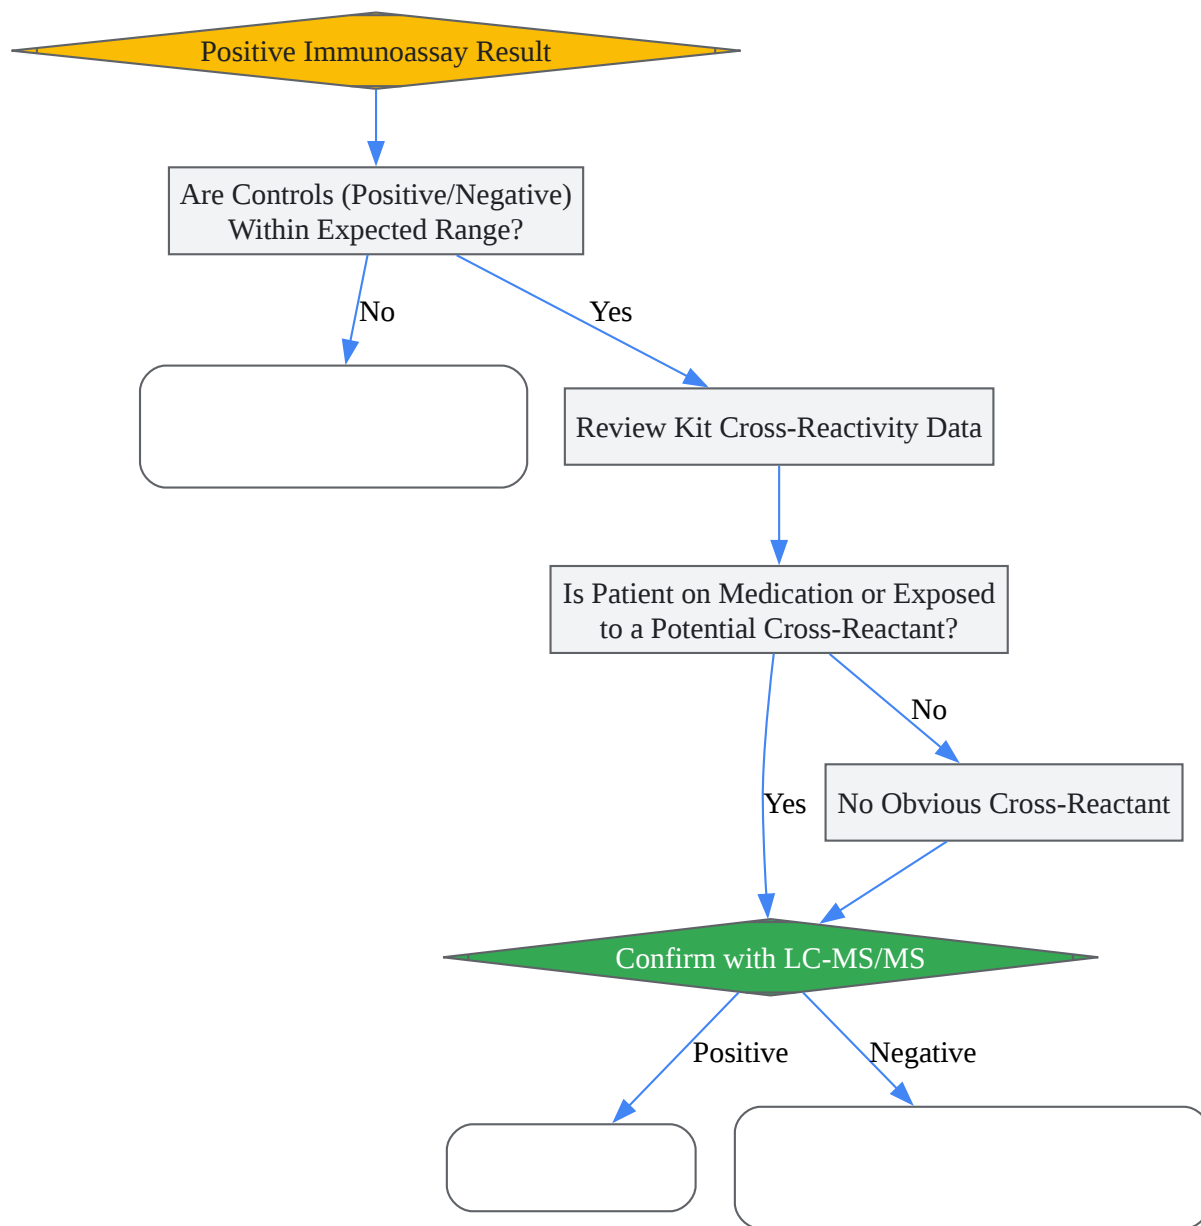 Positive Immunoassay Result
Are Controls (Positive/Negative)
Within Expected Range?
No
Yes
Review Kit Cross-Reactivity Data
Is Patient on Medication or Exposed
to a Potential Cross-Reactant?
No
Yes
No Obvious Cross-Reactant
Confirm with LC-MS/MS
Positive
Negative